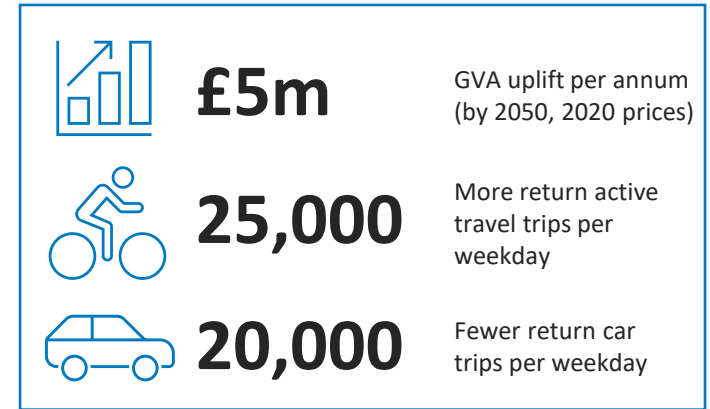 £5m
GVA uplift per annum
(by 2050, 2020 prices)
25,000
More return active
travel trips per
weekday
20,000
Fewer return car
trips per weekday